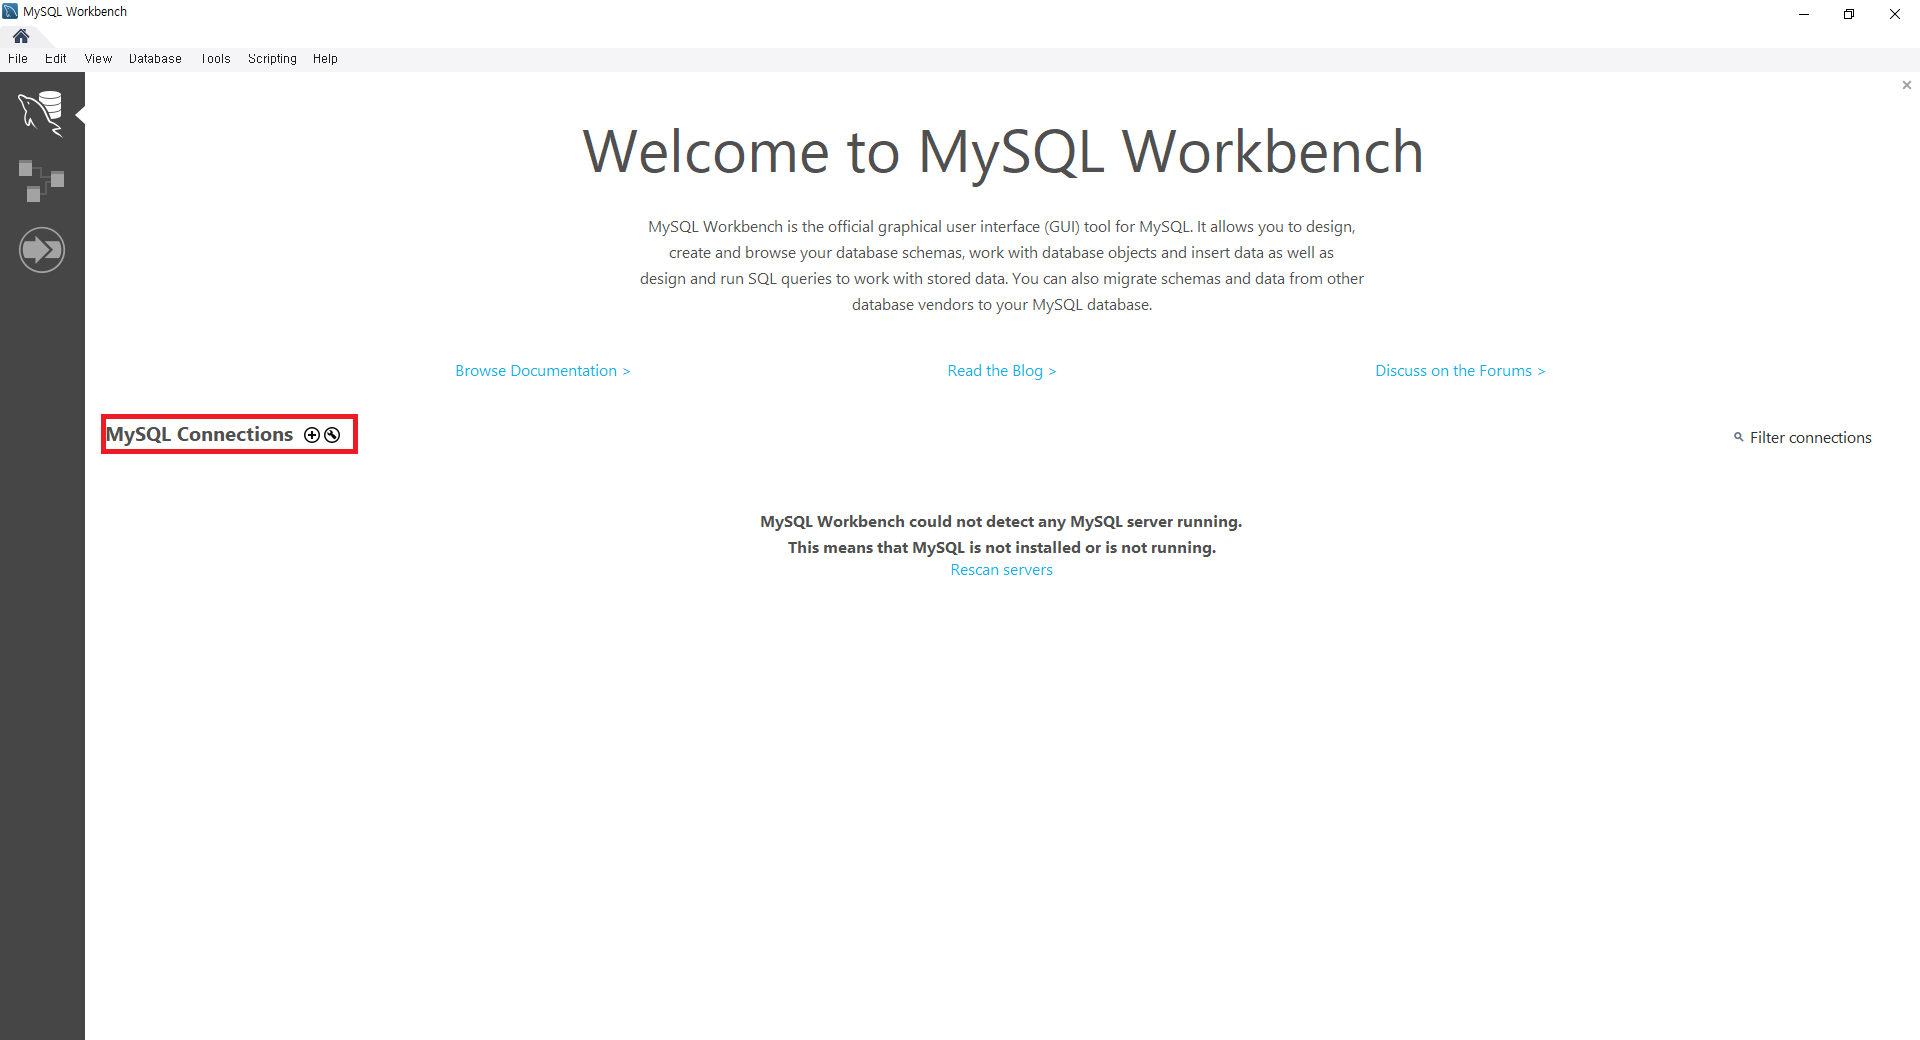 MySQL Workbench
File Edit View Database Tools Scripting Help
Welcome to MySQL Workbench
MySQL Workbench is the official graphical user interface (GUI) tool for MySQL. It allows you to design,
create and browse your database schemas, work with database objects and insert data as well as
design and run SQL queries to work with stored data. You can also migrate schemas and data from other
database vendors to your MySQL database.
Browse Documentation > Read the Blog > Discuss on the Forums >
MySQL Connections
Filter connections
MySQL Workbench could not detect any MySQL server running.
This means that MySQL is not installed or is not running.
Rescan servers